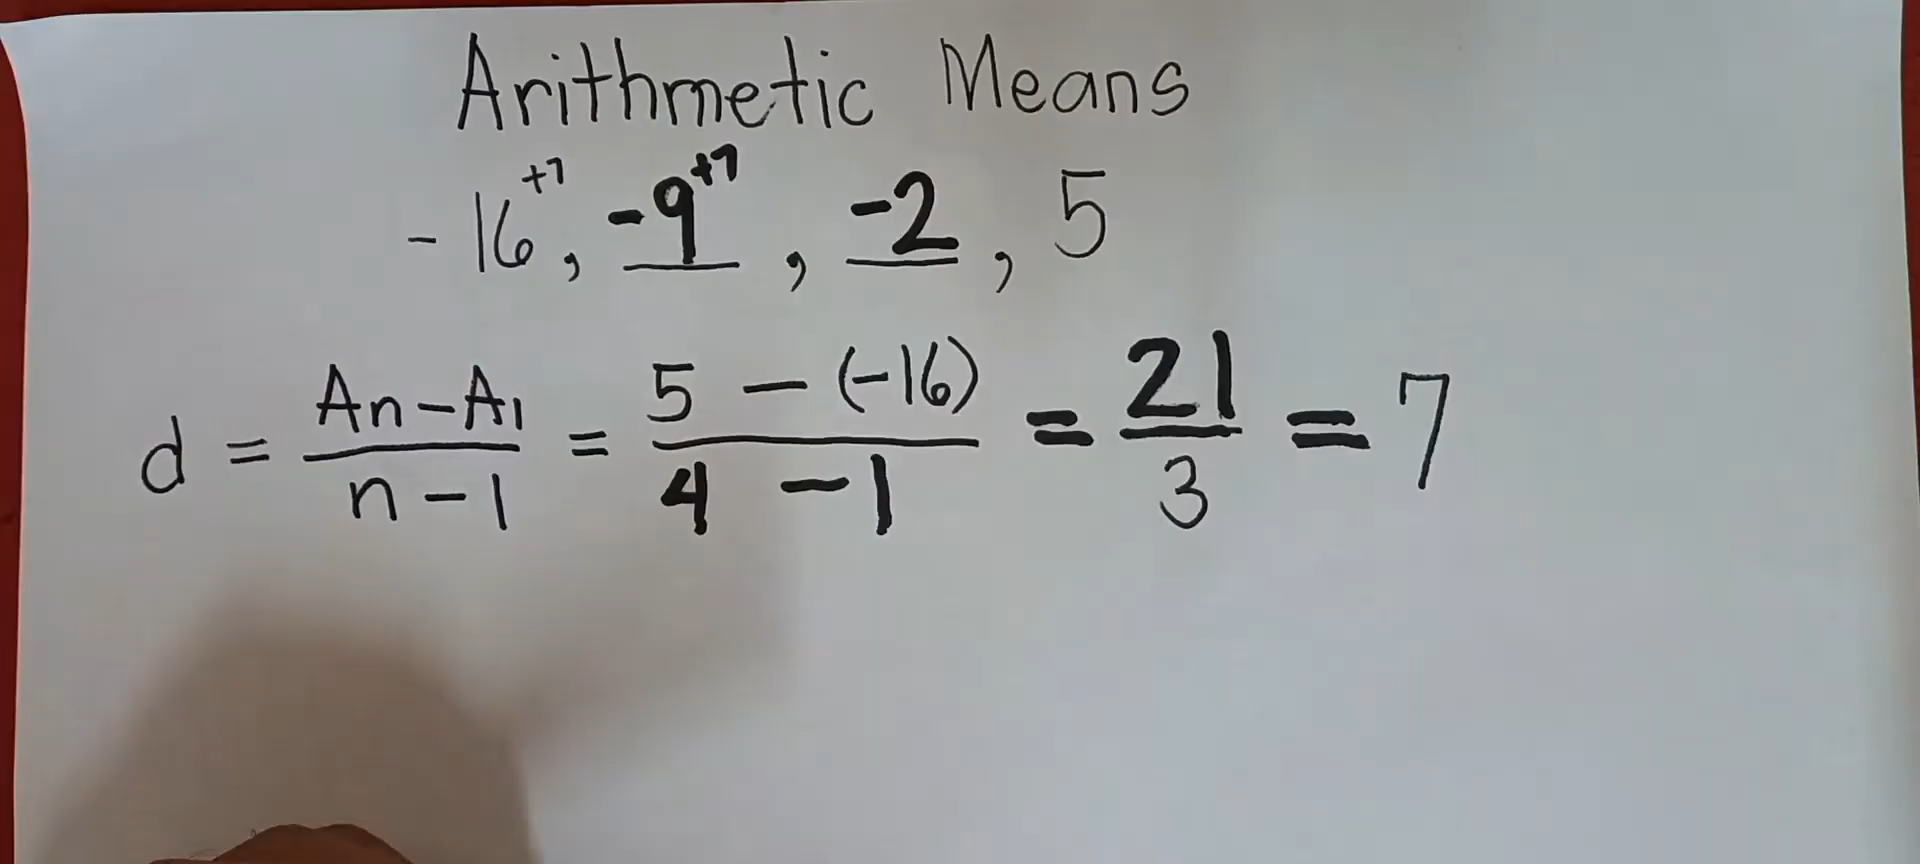 Arithmetic Means
+7 +7
-16, -9, -2, 5
d = An-A1 / n-1 = 5-(-16) / 4-1 = 21 / 3 = 7